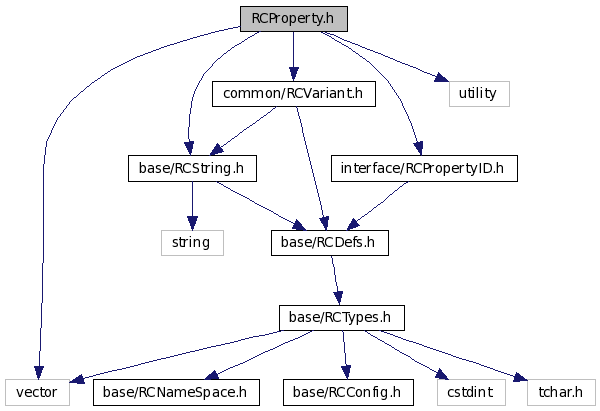 RCProperty.h
common/RCVariant.h
utility
base/RCString.h
interface/RCPropertyID.h
string
base/RCDefs.h
base/RCTypes.h
vector
base/RCNameSpace.h
base/RCConfig.h
cstdint
tchar.h